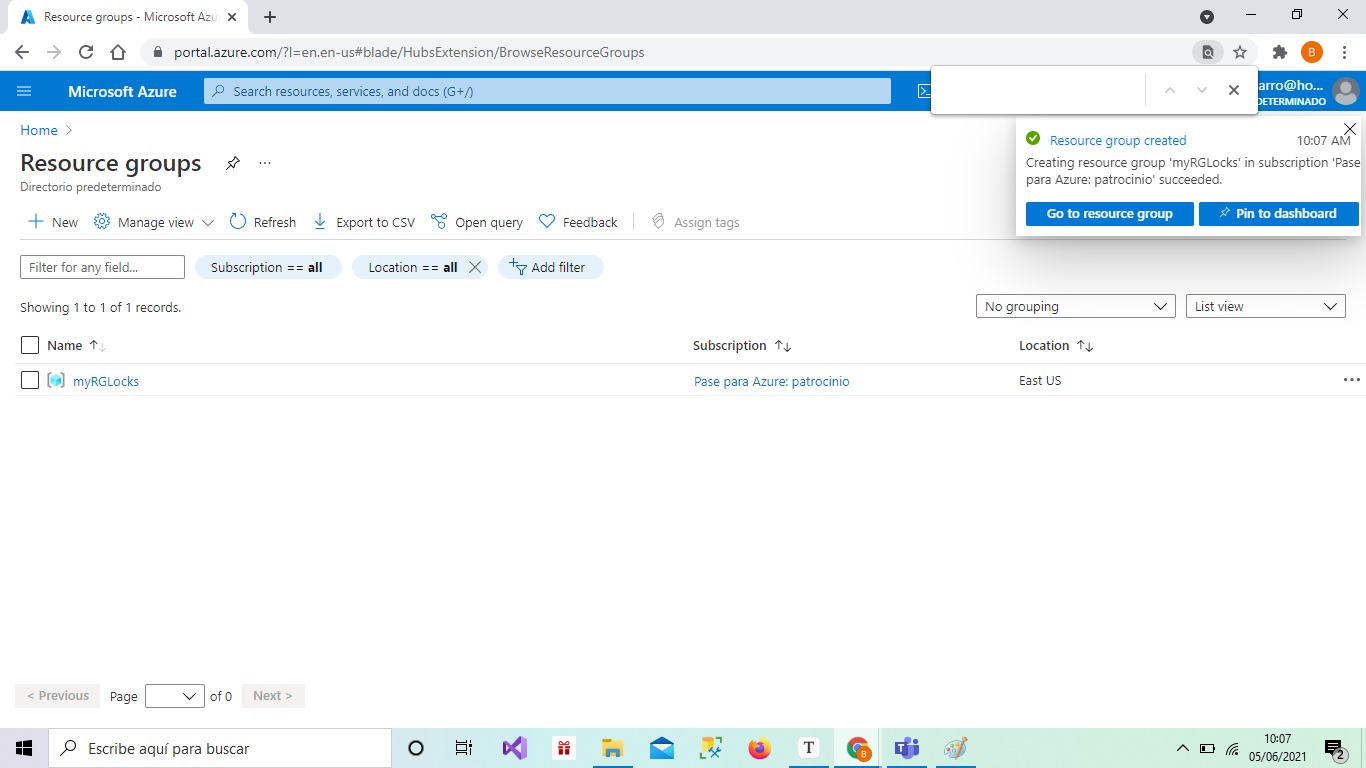 Resource groups - Microsoft Azu
portal.azure.com/?l=en.en-us#blade/HubsExtension/BrowseResourceGroups
B
Microsoft Azure
Search resources, services, and docs (G+/)
arro@ho...
DETERMINADO
Home
Resource group created
10:07 AM
Creating resource group 'myRGLocks' in subscription 'Pase
para Azure: patrocinio' succeeded.
Go to resource group
Pin to dashboard
Resource groups
Directorio predeterminado
New
Manage view
Refresh
Export to CSV
Open query
Feedback
Assign tags
Filter for any field...
Subscription == all
Location == all
Add filter
Showing 1 to 1 of 1 records.
No grouping
List view
Name
Subscription
Location
myRGLocks
Pase para Azure: patrocinio
East US
< Previous
Page
of 0
Next >
Escribe aquí para buscar
T
B
10:07
05/06/2021
2